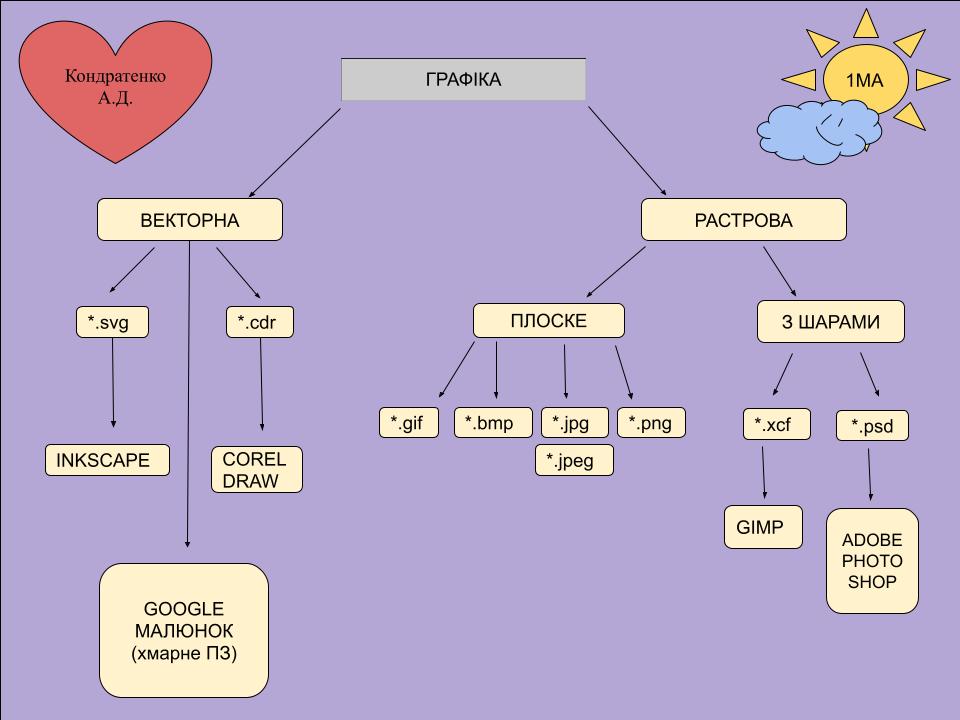 Кондратенко
А.Д.
ГРАФІКА
1МА
ВЕКТОРНА
РАСТРОВА
*.svg
*.cdr
ПЛОСКЕ
З ШАРАМИ
*.gif
*.bmp
*.jpg
*.png
*.xcf
*.psd
*.jpeg
INKSCAPE
COREL
DRAW
GIMP
ADOBE
PHOTO
SHOP
GOOGLE
МАЛЮНОК
(хмарне ПЗ)